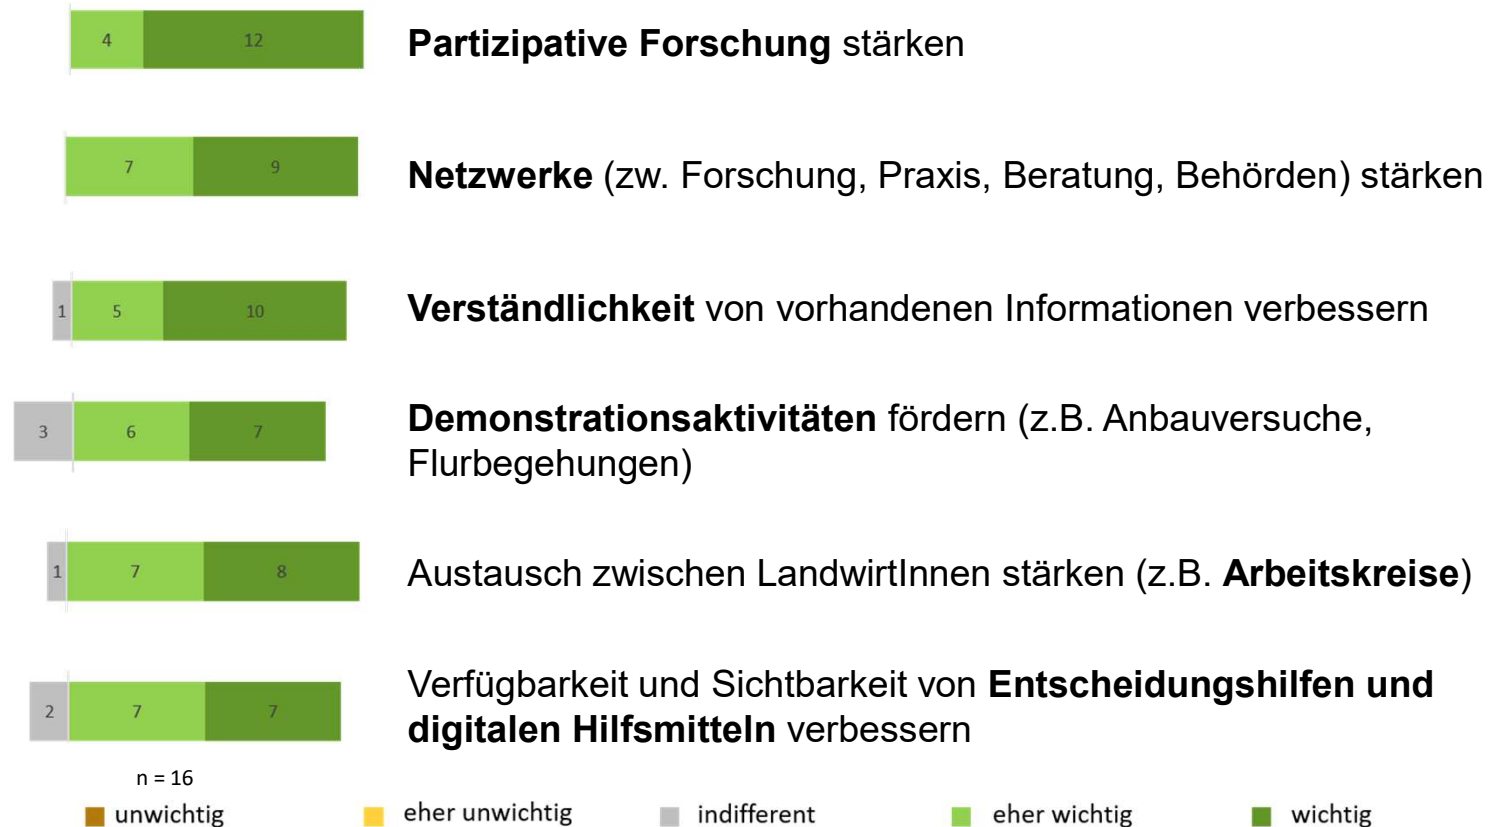 4 12 Partizipative Forschung stärken
7 9 Netzwerke (zw. Forschung, Praxis, Beratung, Behörden) stärken
1 5 10 Verständlichkeit von vorhandenen Informationen verbessern
3 6 7 Demonstrationsaktivitäten fördern (z.B. Anbauversuche,
Flurbegehungen)
1 7 8 Austausch zwischen LandwirtInnen stärken (z.B. Arbeitskreise)
2 7 7 Verfügbarkeit und Sichtbarkeit von Entscheidungshilfen und
digitalen Hilfsmitteln verbessern
n = 16
unwichtig eher unwichtig indifferent eher wichtig wichtig